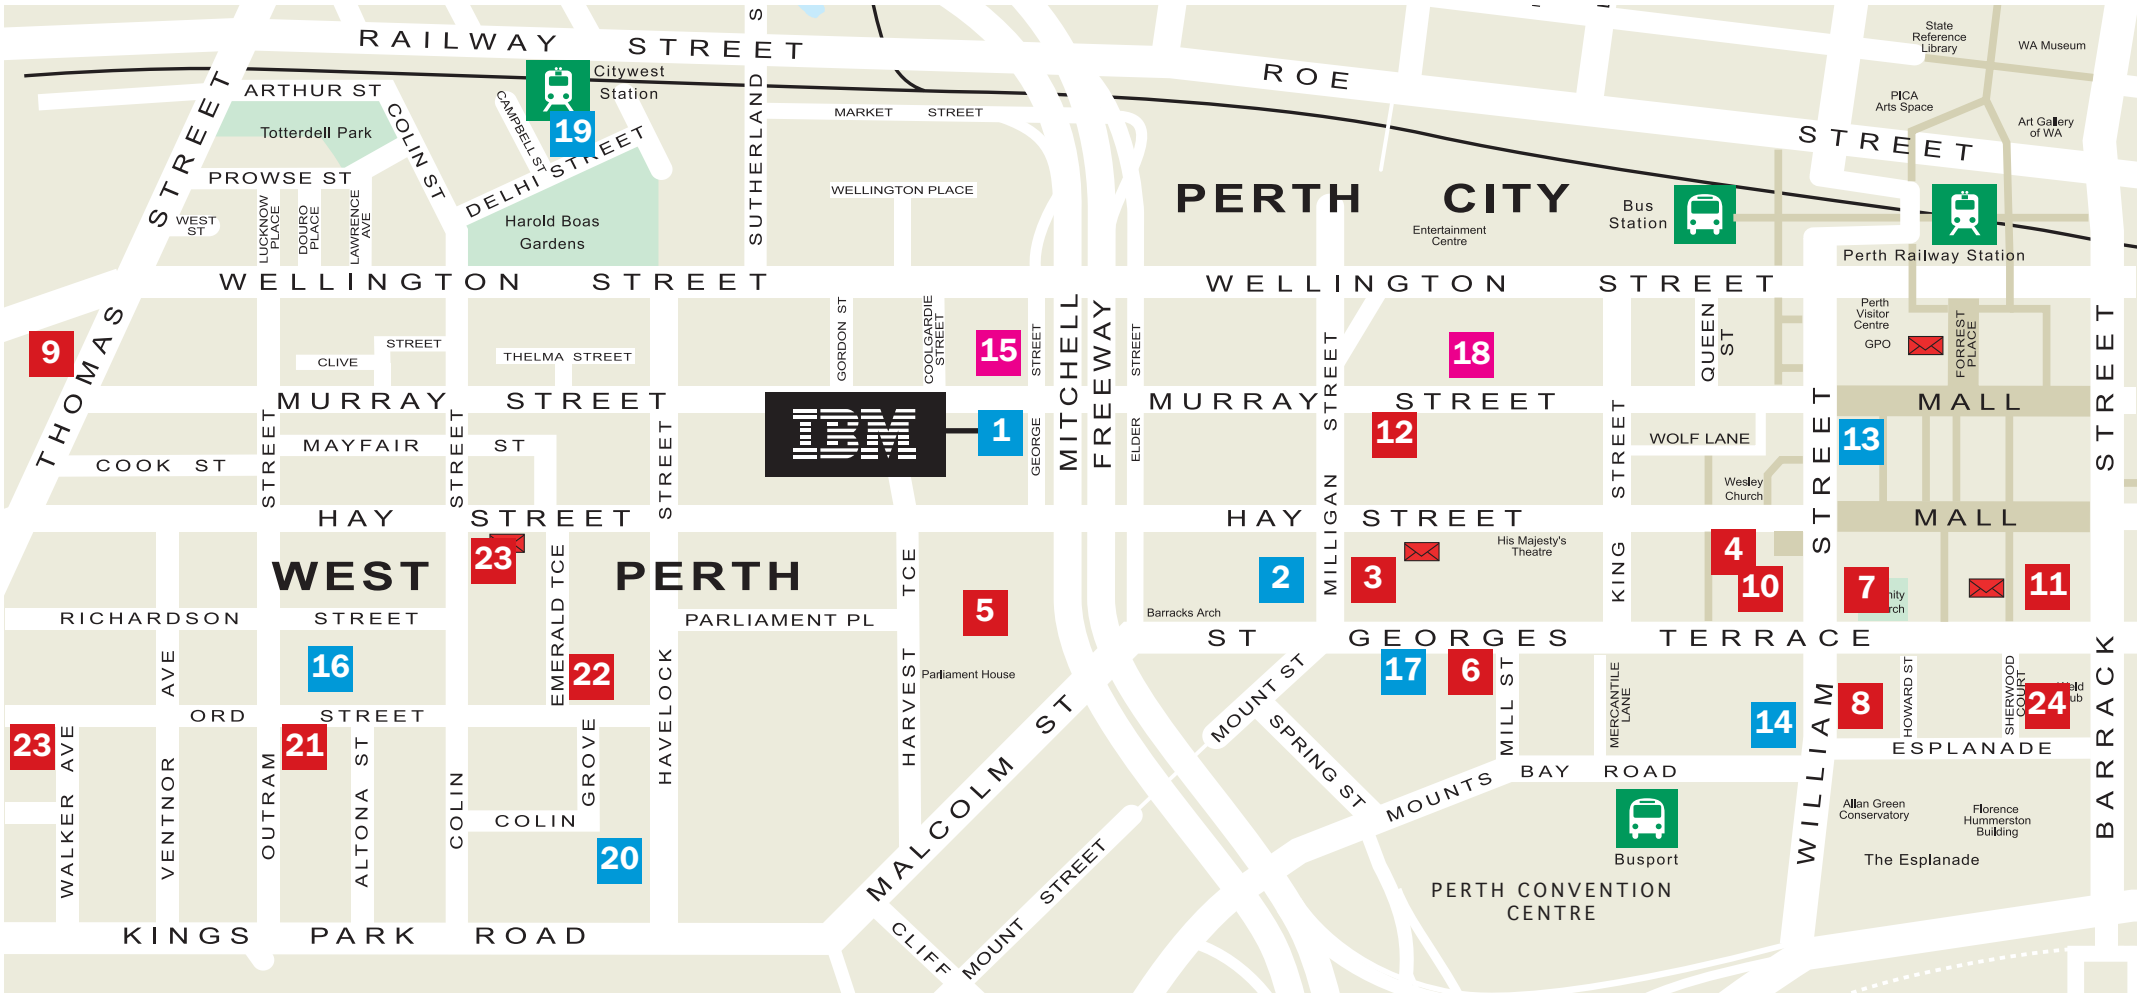 RAILWAY STREET
ROE STREET
State
Reference
Library
WA Museum
PICA
Arts Space
Art Gallery
of WA
Citywest
Station
ARTHUR ST
Totterdell Park
COLIN ST
CAMPBELL ST
19
DELHI STREET
SUTHERLAND S
MARKET STREET
PROWSE ST
WEST
ST
LUCKNOW
PLACE
DOURO
PLACE
LAWRENCE
AVE
Harold Boas
Gardens
WELLINGTON PLACE
PERTH CITY
Entertainment
Centre
Bus
Station
Perth Railway Station
THOMAS STREET
WELLINGTON STREET
WELLINGTON STREET
9
CLIVE STREET
THELMA STREET
GORDON ST
COOLGARDIE
STREET
15
GEORGE STREET
MITCHELL
FREEWAY
ELDER STREET
MILLIGAN STREET
18
QUEEN
ST
Perth
Visitor
Centre
GPO
FORREST
PLACE
MURRAY STREET
MURRAY STREET
MALL
MAYFAIR ST
COOK ST
IBM
1
12
KING STREET
WOLF LANE
13
Wesley
Church
HAY STREET
HAY STREET
MALL
23
WEST PERTH
EMERALD TCE
HARVEST TCE
5
2
3
His Majesty's
Theatre
4
10
7
nity
rch
11
Barracks Arch
RICHARDSON STREET
PARLIAMENT PL
ST GEORGES TERRACE
16
22
Parliament House
17
6
MILL ST
MERCANTILE
LANE
14
WILLIAM STREET
8
HOWARD ST
SHERWOOD
COURT
24
eld
ub
BARRACK STREET
ORD STREET
23
WALKER AVE
VENTNOR AVE
OUTRAM STREET
21
ALTONA ST
COLIN STREET
COLIN GROVE
HAVELOCK STREET
20
MALCOLM ST
MOUNT ST
SPRING ST
MOUNTS BAY ROAD
ESPLANADE
Busport
Allan Green
Conservatory
Florence
Hummerston
Building
The Esplanade
PERTH CONVENTION
CENTRE
KINGS PARK ROAD
CLIFF
MOUNT STREET